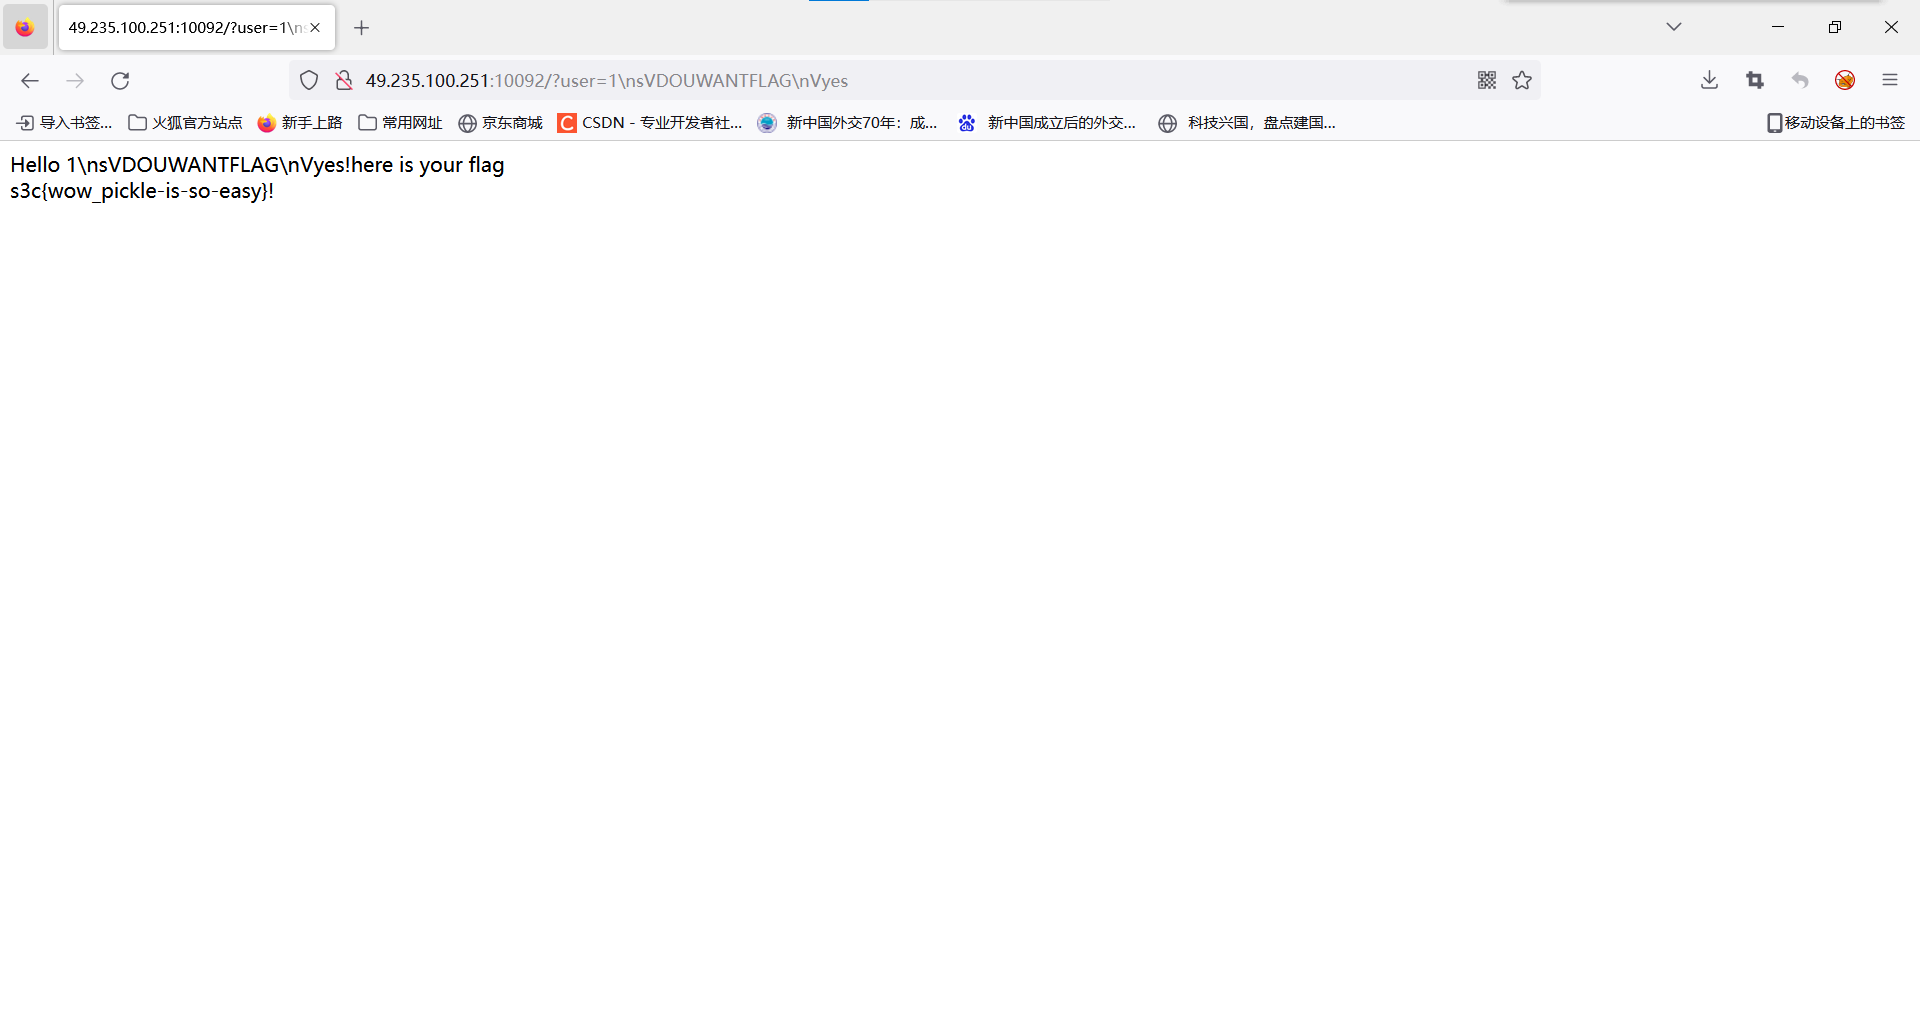 49.235.100.251:10092/?user=1\ns
49.235.100.251:10092/?user=1\nsVDOUWANTFLAG\nVyes
导入书签... 火狐官方站点 新手上路 常用网址 京东商城 CSDN - 专业开发者社... 新中国外交70年：成... 新中国成立后的外交... 科技兴国，盘点建国... 移动设备上的书签
Hello 1\nsVDOUWANTFLAG\nVyes!here is your flag
s3c{wow_pickle-is-so-easy}!